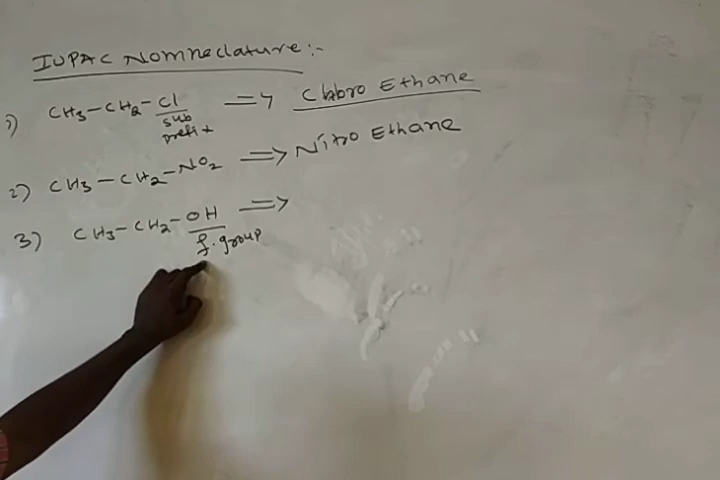 IUPAC Nomneclature:-
1) CH3-CH2-Cl => Chloro Ethane
sub
prefix
2) CH3-CH2-NO2 => Nitro Ethane
3) CH3-CH2-OH =>
f.group